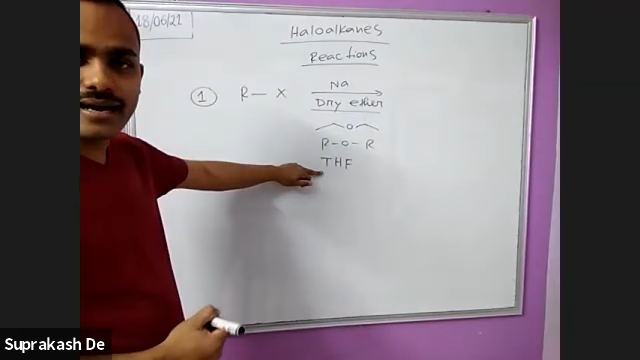 18/06/21
Haloalkanes
Reactions
1 R — X Na
Dry ether
O
R - O - R
THF
Suprakash De